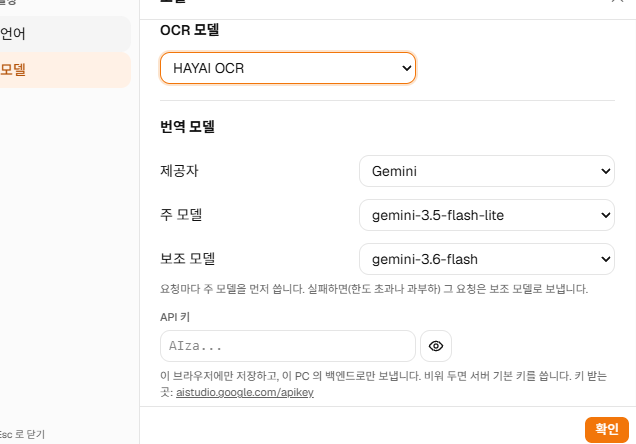 언어
모델
OCR 모델
HAYAI OCR
번역 모델
제공자
Gemini
주 모델
gemini-3.5-flash-lite
보조 모델
gemini-3.6-flash
요청마다 주 모델을 먼저 씁니다. 실패하면(한도 초과나 과부하) 그 요청은 보조 모델로 보냅니다.
API 키
AIza...
이 브라우저에만 저장하고, 이 PC 의 백엔드로만 보냅니다. 비워 두면 서버 기본 키를 씁니다. 키 받는
곳: aistudio.google.com/apikey
Esc 로 닫기
확인